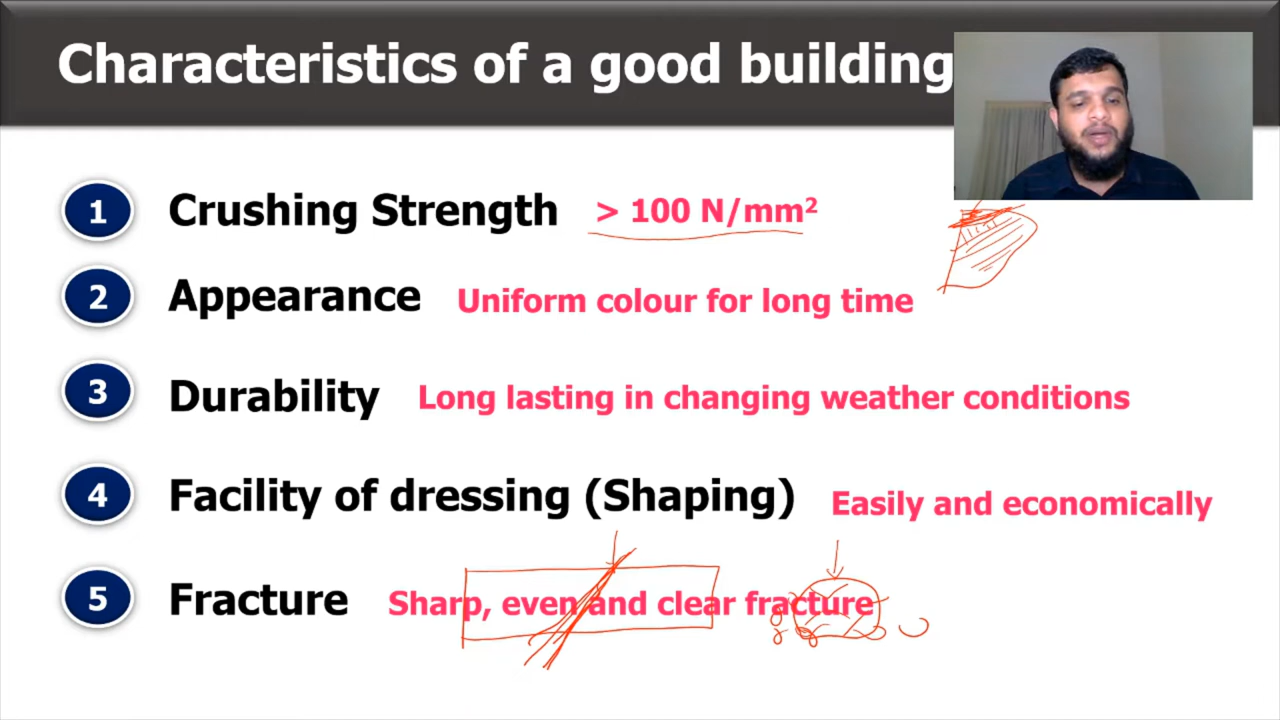 Characteristics of a good building
1 Crushing Strength > 100 N/mm²
2 Appearance Uniform colour for long time
3 Durability Long lasting in changing weather conditions
4 Facility of dressing (Shaping) Easily and economically
5 Fracture Sharp, even and clear fracture